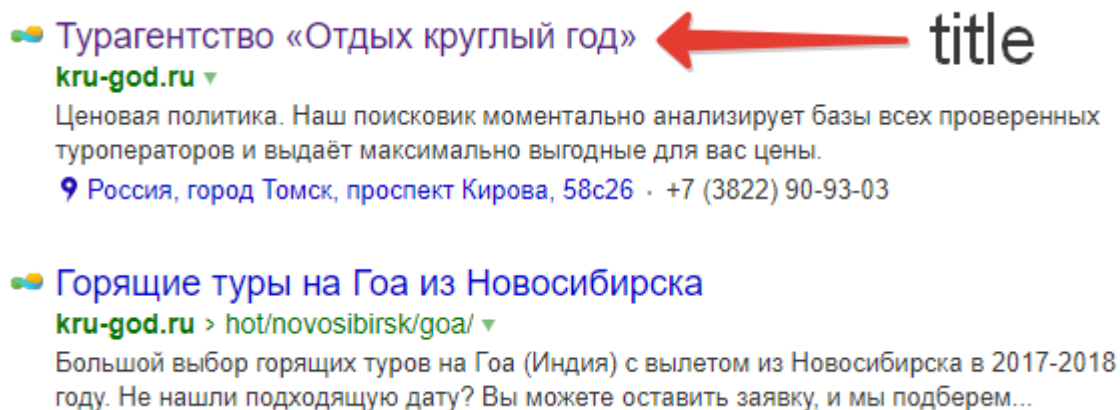 Турагентство «Отдых круглый год» title
kru-god.ru
Ценовая политика. Наш поисковик моментально анализирует базы всех проверенных
туроператоров и выдаёт максимально выгодные для вас цены.
Россия, город Томск, проспект Кирова, 58с26 · +7 (3822) 90-93-03
Горящие туры на Гоа из Новосибирска
kru-god.ru › hot/novosibirsk/goa/
Большой выбор горящих туров на Гоа (Индия) с вылетом из Новосибирска в 2017-2018
году. Не нашли подходящую дату? Вы можете оставить заявку, и мы подберем...